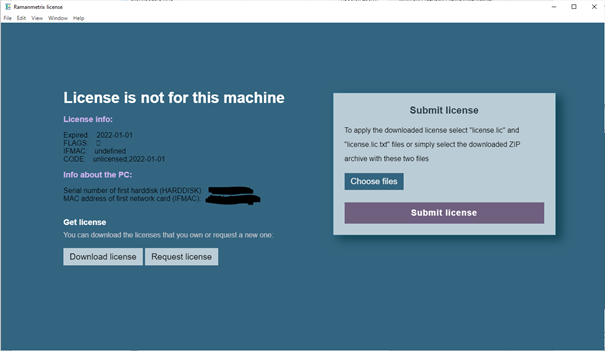 Ramanmetrix license
File Edit View Window Help
License is not for this machine
License info:
Expired 2022-01-01
FLAGS:
IFMAC: undefined
CODE: unlicensed,2022-01-01
Info about the PC:
Serial number of first harddisk (HARDDISK)
MAC address of first network card (IFMAC):
Get license
You can download the licenses that you own or request a new one:
Download license
Request license
Submit license
To apply the downloaded license select "license.lic" and
"license.lic.txt" files or simply select the downloaded ZIP
archive with these two files
Choose files
Submit license